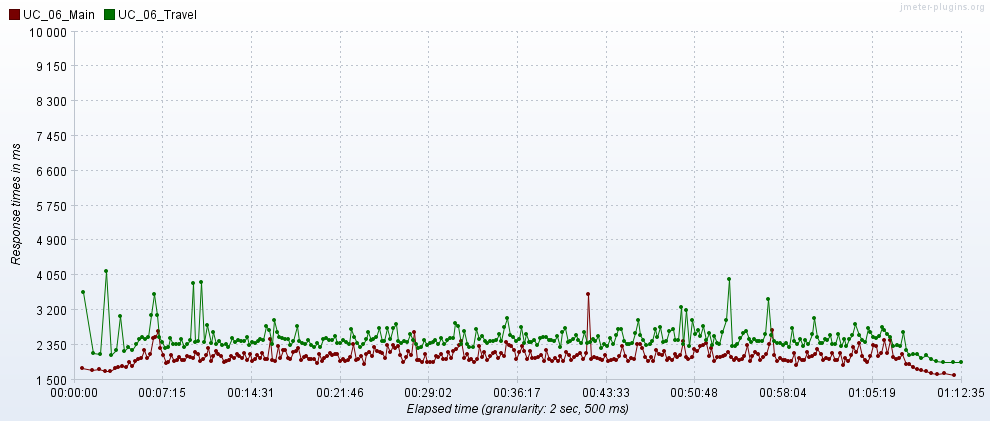 UC_06_Main UC_06_Travel
jmeter-plugins.org
10 000
9 150
8 300
7 450
6 600
5 750
4 900
4 050
3 200
2 350
1 500
Response times in ms
00:00:00 00:07:15 00:14:31 00:21:46 00:29:02 00:36:17 00:43:33 00:50:48 00:58:04 01:05:19 01:12:35
Elapsed time (granularity: 2 sec, 500 ms)